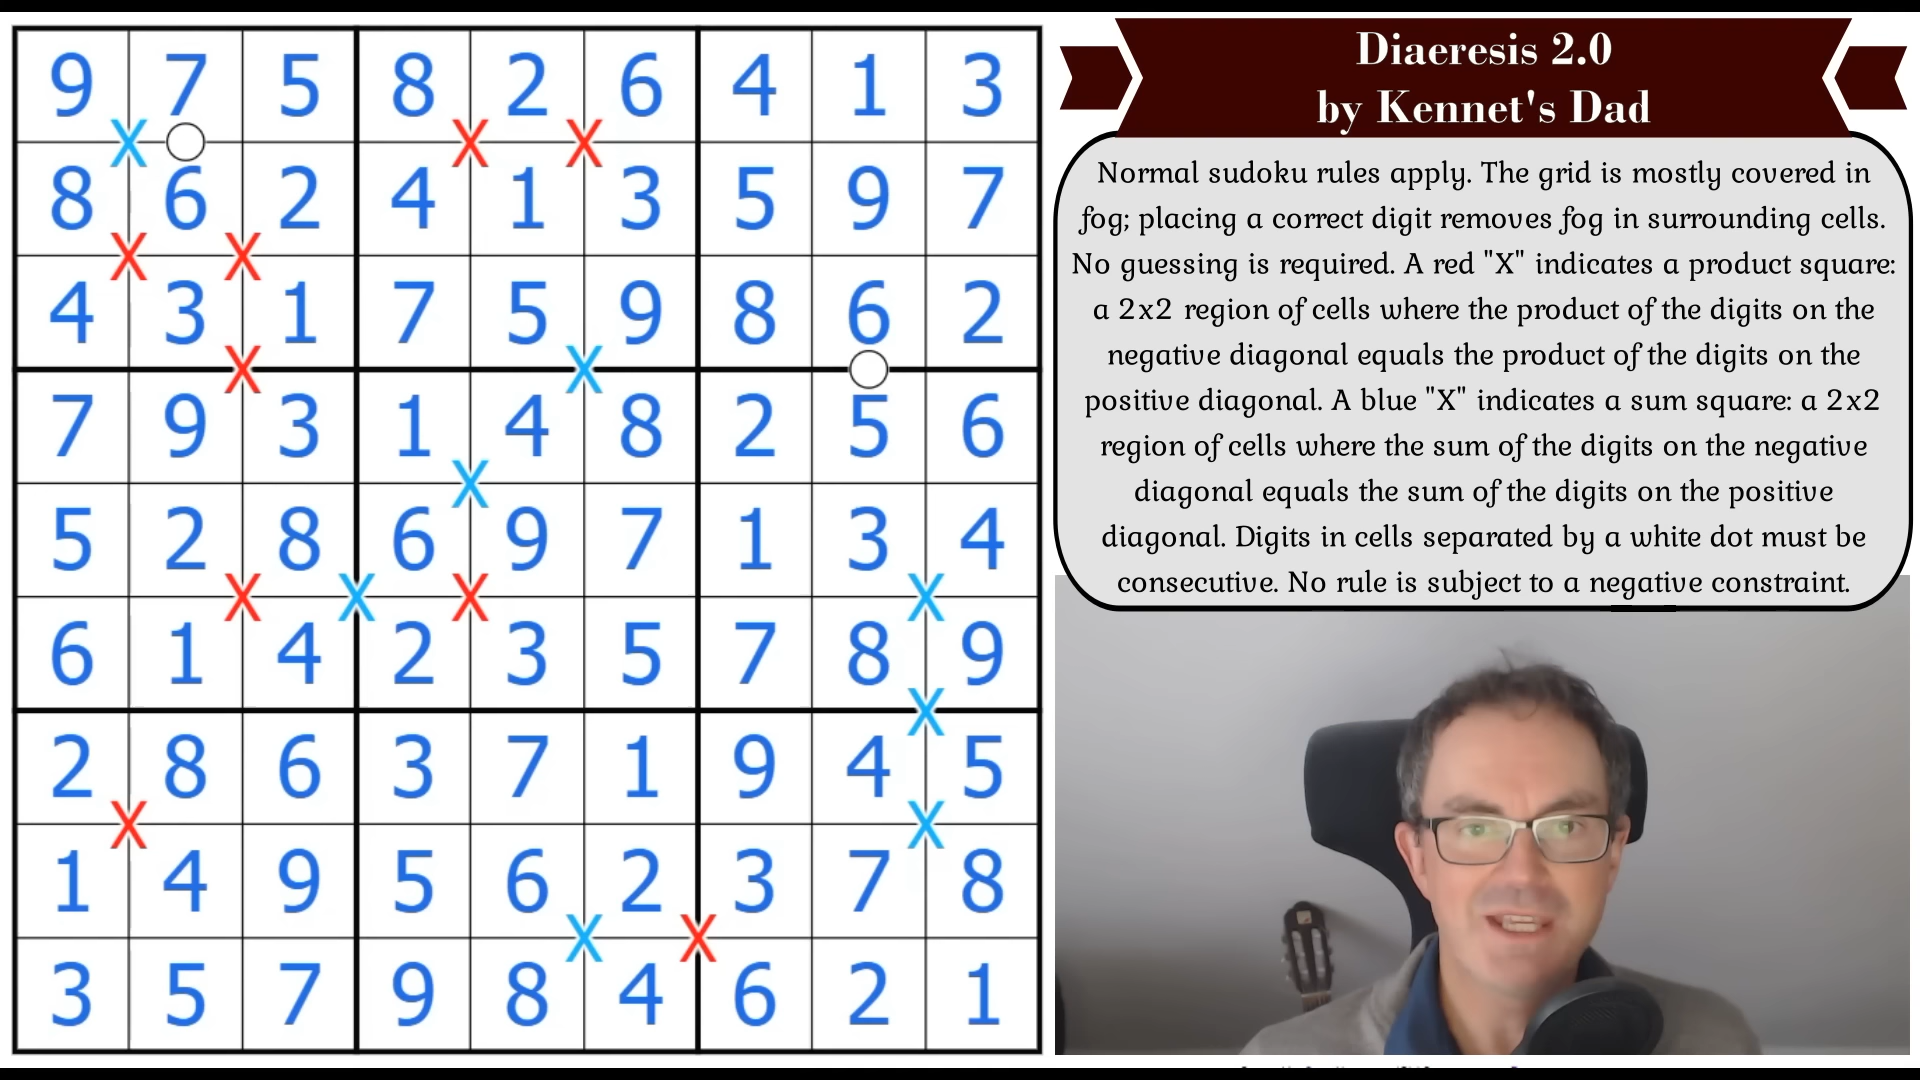 Diaeresis 2.0
by Kennet's Dad
Normal sudoku rules apply. The grid is mostly covered in
fog; placing a correct digit removes fog in surrounding cells.
No guessing is required. A red "X" indicates a product square:
a 2x2 region of cells where the product of the digits on the
negative diagonal equals the product of the digits on the
positive diagonal. A blue "X" indicates a sum square: a 2x2
region of cells where the sum of the digits on the negative
diagonal equals the sum of the digits on the positive
diagonal. Digits in cells separated by a white dot must be
consecutive. No rule is subject to a negative constraint.
9 7 5 8 2 6 4 1 3
X X X
8 6 2 4 1 3 5 9 7
X X
4 3 1 7 5 9 8 6 2
X X
7 9 3 1 4 8 2 5 6
X
5 2 8 6 9 7 1 3 4
X X X X
6 1 4 2 3 5 7 8 9
X
2 8 6 3 7 1 9 4 5
X X
1 4 9 5 6 2 3 7 8
X X
3 5 7 9 8 4 6 2 1